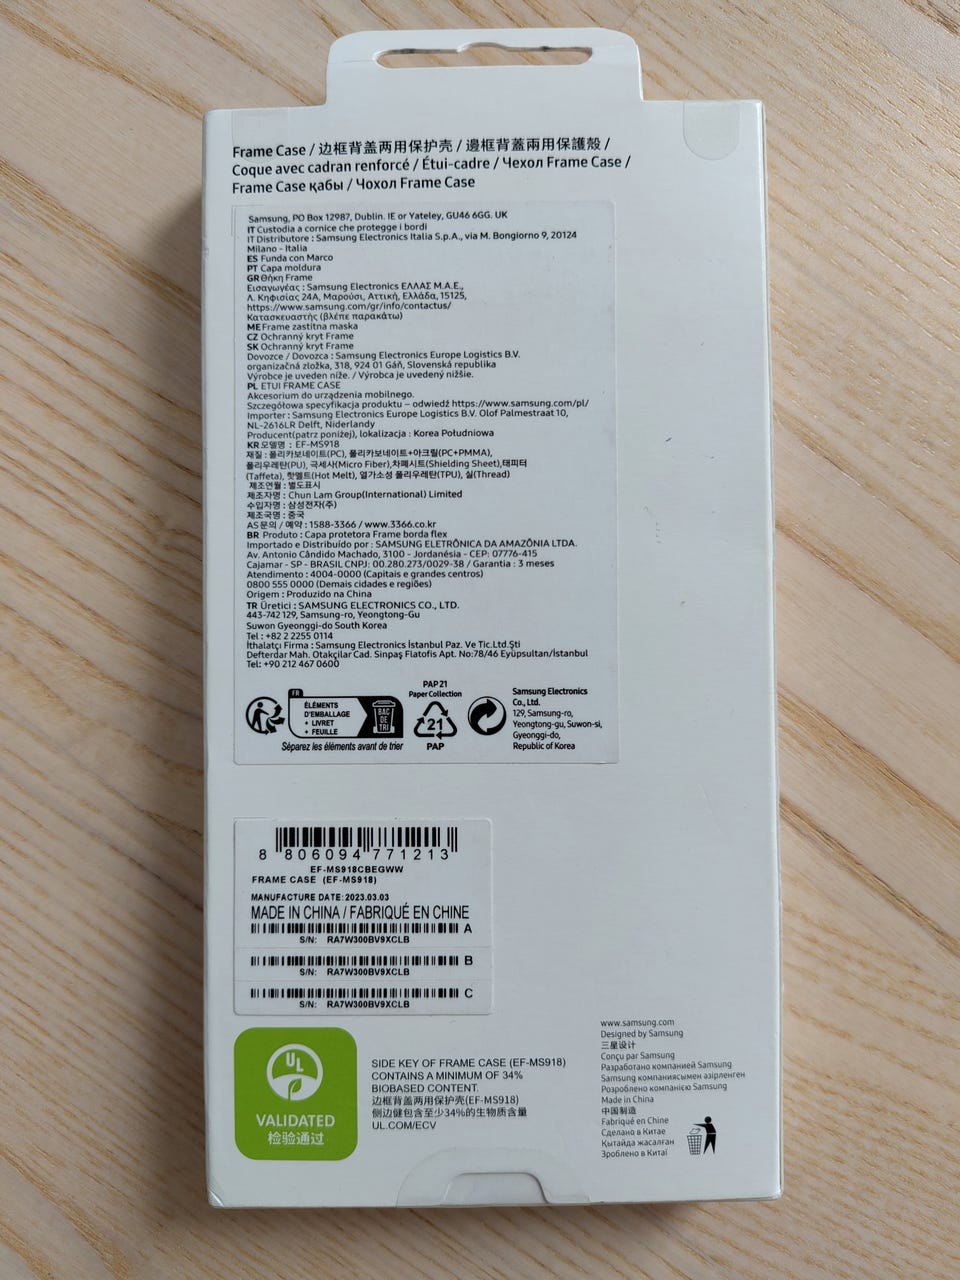 Frame Case / 边框背盖两用保护壳 / 邊框背蓋兩用保護殼 /
Coque avec cadran renforcé / Étui-cadre / Чехол Frame Case /
Frame Case қабы / Чохол Frame Case
Samsung, PO Box 12987, Dublin. IE or Yateley, GU46 6GG. UK
IT Custodia a cornice che protegge i bordi
IT Distributore : Samsung Electronics Italia S.p.A., via M. Bongiorno 9, 20124
Milano - Italia
ES Funda con Marco
PT Capa moldura
GR Θήκη Frame
Εισαγωγέας : Samsung Electronics ΕΛΛΑΣ Μ.Α.Ε.,
Λ. Κηφισίας 24Α, Μαρούσι, Αττική, Ελλάδα, 15125,
https://www.samsung.com/gr/info/contactus/
Κατασκευαστής (βλέπε παρακάτω)
ME Frame zastitna maska
CZ Ochranný kryt Frame
SK Ochranný kryt Frame
Dovozce / Dovozca : Samsung Electronics Europe Logistics B.V.
organizačná zložka, 318, 924 01 Gáň, Slovenská republika
Výrobce je uveden níže. / Výrobca je uvedený nižšie.
PL ETUI FRAME CASE
Akcesorium do urządzenia mobilnego.
Szczegółowa specyfikacja produktu – odwiedź https://www.samsung.com/pl/
Importer : Samsung Electronics Europe Logistics B.V. Olof Palmestraat 10,
NL-2616LR Delft, Niderlandy
Producent(patrz poniżej), lokalizacja : Korea Południowa
KR 모델명 : EF-MS918
재질 : 폴리카보네이트(PC), 폴리카보네이트+아크릴(PC+PMMA),
폴리우레탄(PU), 극세사(Micro Fiber),차폐시트(Shielding Sheet),태피터
(Taffeta), 핫멜트(Hot Melt), 열가소성 폴리우레탄(TPU), 실(Thread)
제조연월 : 별도표시
제조자명 : Chun Lam Group(International) Limited
수입자명 : 삼성전자(주)
제조국명 : 중국
AS문의 / 예약 : 1588-3366 / www.3366.co.kr
BR Produto : Capa protetora Frame borda flex
Importado e Distribuído por : SAMSUNG ELETRÔNICA DA AMAZÔNIA LTDA.
Av. Antonio Cândido Machado, 3100 - Jordanésia - CEP: 07776-415
Cajamar - SP - BRASIL CNPJ: 00.280.273/0029-38 / Garantia : 3 meses
Atendimento : 4004-0000 (Capitais e grandes centros)
0800 555 0000 (Demais cidades e regiões)
Origem : Produzido na China
TR Üretici : SAMSUNG ELECTRONICS CO., LTD.
443-742 129, Samsung-ro, Yeongtong-Gu
Suwon Gyeonggi-do South Korea
Tel : +82 2 2255 0114
İthalatçı Firma : Samsung Electronics İstanbul Paz. Ve Tic.Ltd.Şti
Defterdar Mah. Otakçilar Cad. Sinpaş Flatofis Apt. No:78/46 Eyüpsultan/İstanbul
Tel: +90 212 467 0600
FR
ÉLÉMENTS
D'EMBALLAGE
+ LIVRET
+ FEUILLE
BAC
DE
TRI
Séparez les éléments avant de trier
PAP 21
Paper Collection
21
PAP
Samsung Electronics
Co., Ltd.
129, Samsung-ro,
Yeongtong-gu, Suwon-si,
Gyeonggi-do,
Republic of Korea
8 806094 771213
EF-MS918CBEGWW
FRAME CASE (EF-MS918)
MANUFACTURE DATE: 2023.03.03
MADE IN CHINA / FABRIQUÉ EN CHINE
A
S/N: RA7W300BV9XCLB
B
S/N: RA7W300BV9XCLB
C
S/N: RA7W300BV9XCLB
UL
VALIDATED
检验通过
SIDE KEY OF FRAME CASE (EF-MS918)
CONTAINS A MINIMUM OF 34%
BIOBASED CONTENT.
边框背盖两用保护壳(EF-MS918)
侧边健包含至少34%的生物质含量
UL.COM/ECV
www.samsung.com
Designed by Samsung
三星设计
Conçu par Samsung
Разработано компанией Samsung
Samsung компаниясымен әзірленген
Розроблено компанією Samsung
Made in China
中国制造
Fabriqué en Chine
Сделано в Китае
Қытайда жасалған
Зроблено в Китаї